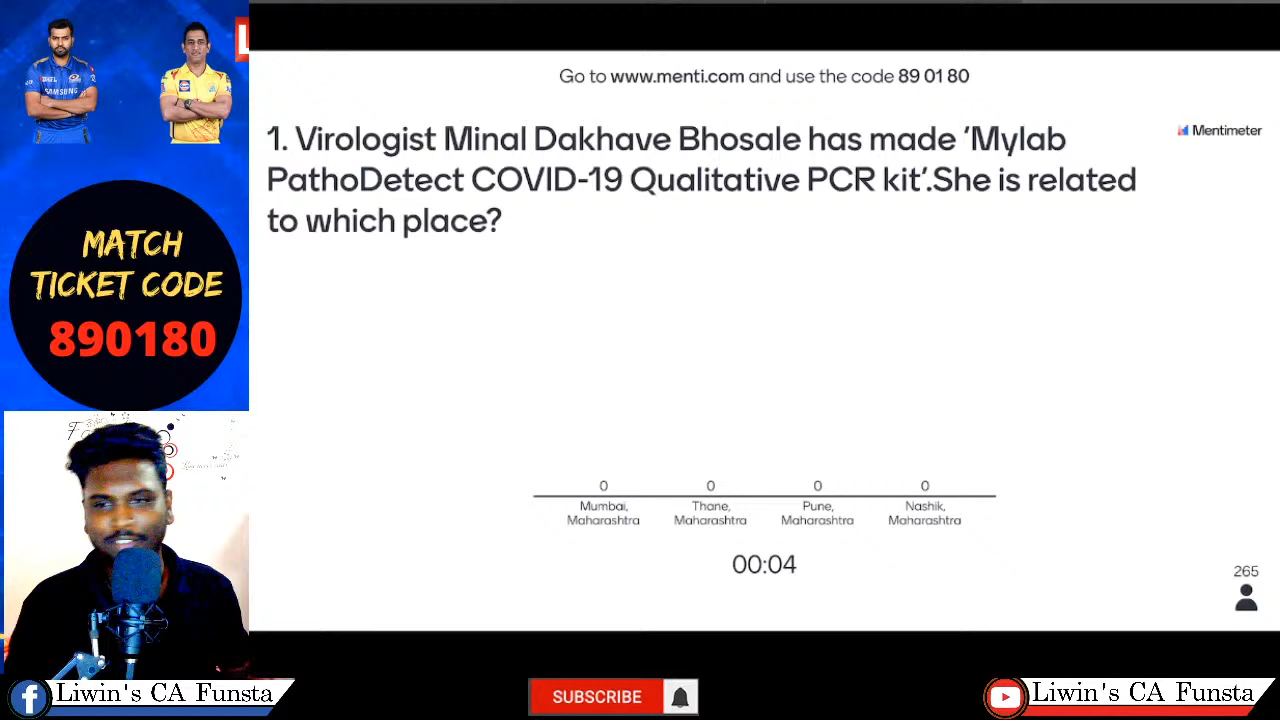 Go to www.menti.com and use the code 89 01 80
1. Virologist Minal Dakhave Bhosale has made ‘Mylab
PathoDetect COVID-19 Qualitative PCR kit’.She is related
to which place?
Mentimeter
SAMSUNG
MATCH
TICKET CODE
890180
0 0 0 0
Mumbai, Thane, Pune, Nashik,
Maharashtra Maharashtra Maharashtra Maharashtra
00:04
265
Liwin's CA Funsta
SUBSCRIBE
Liwin's CA Funsta